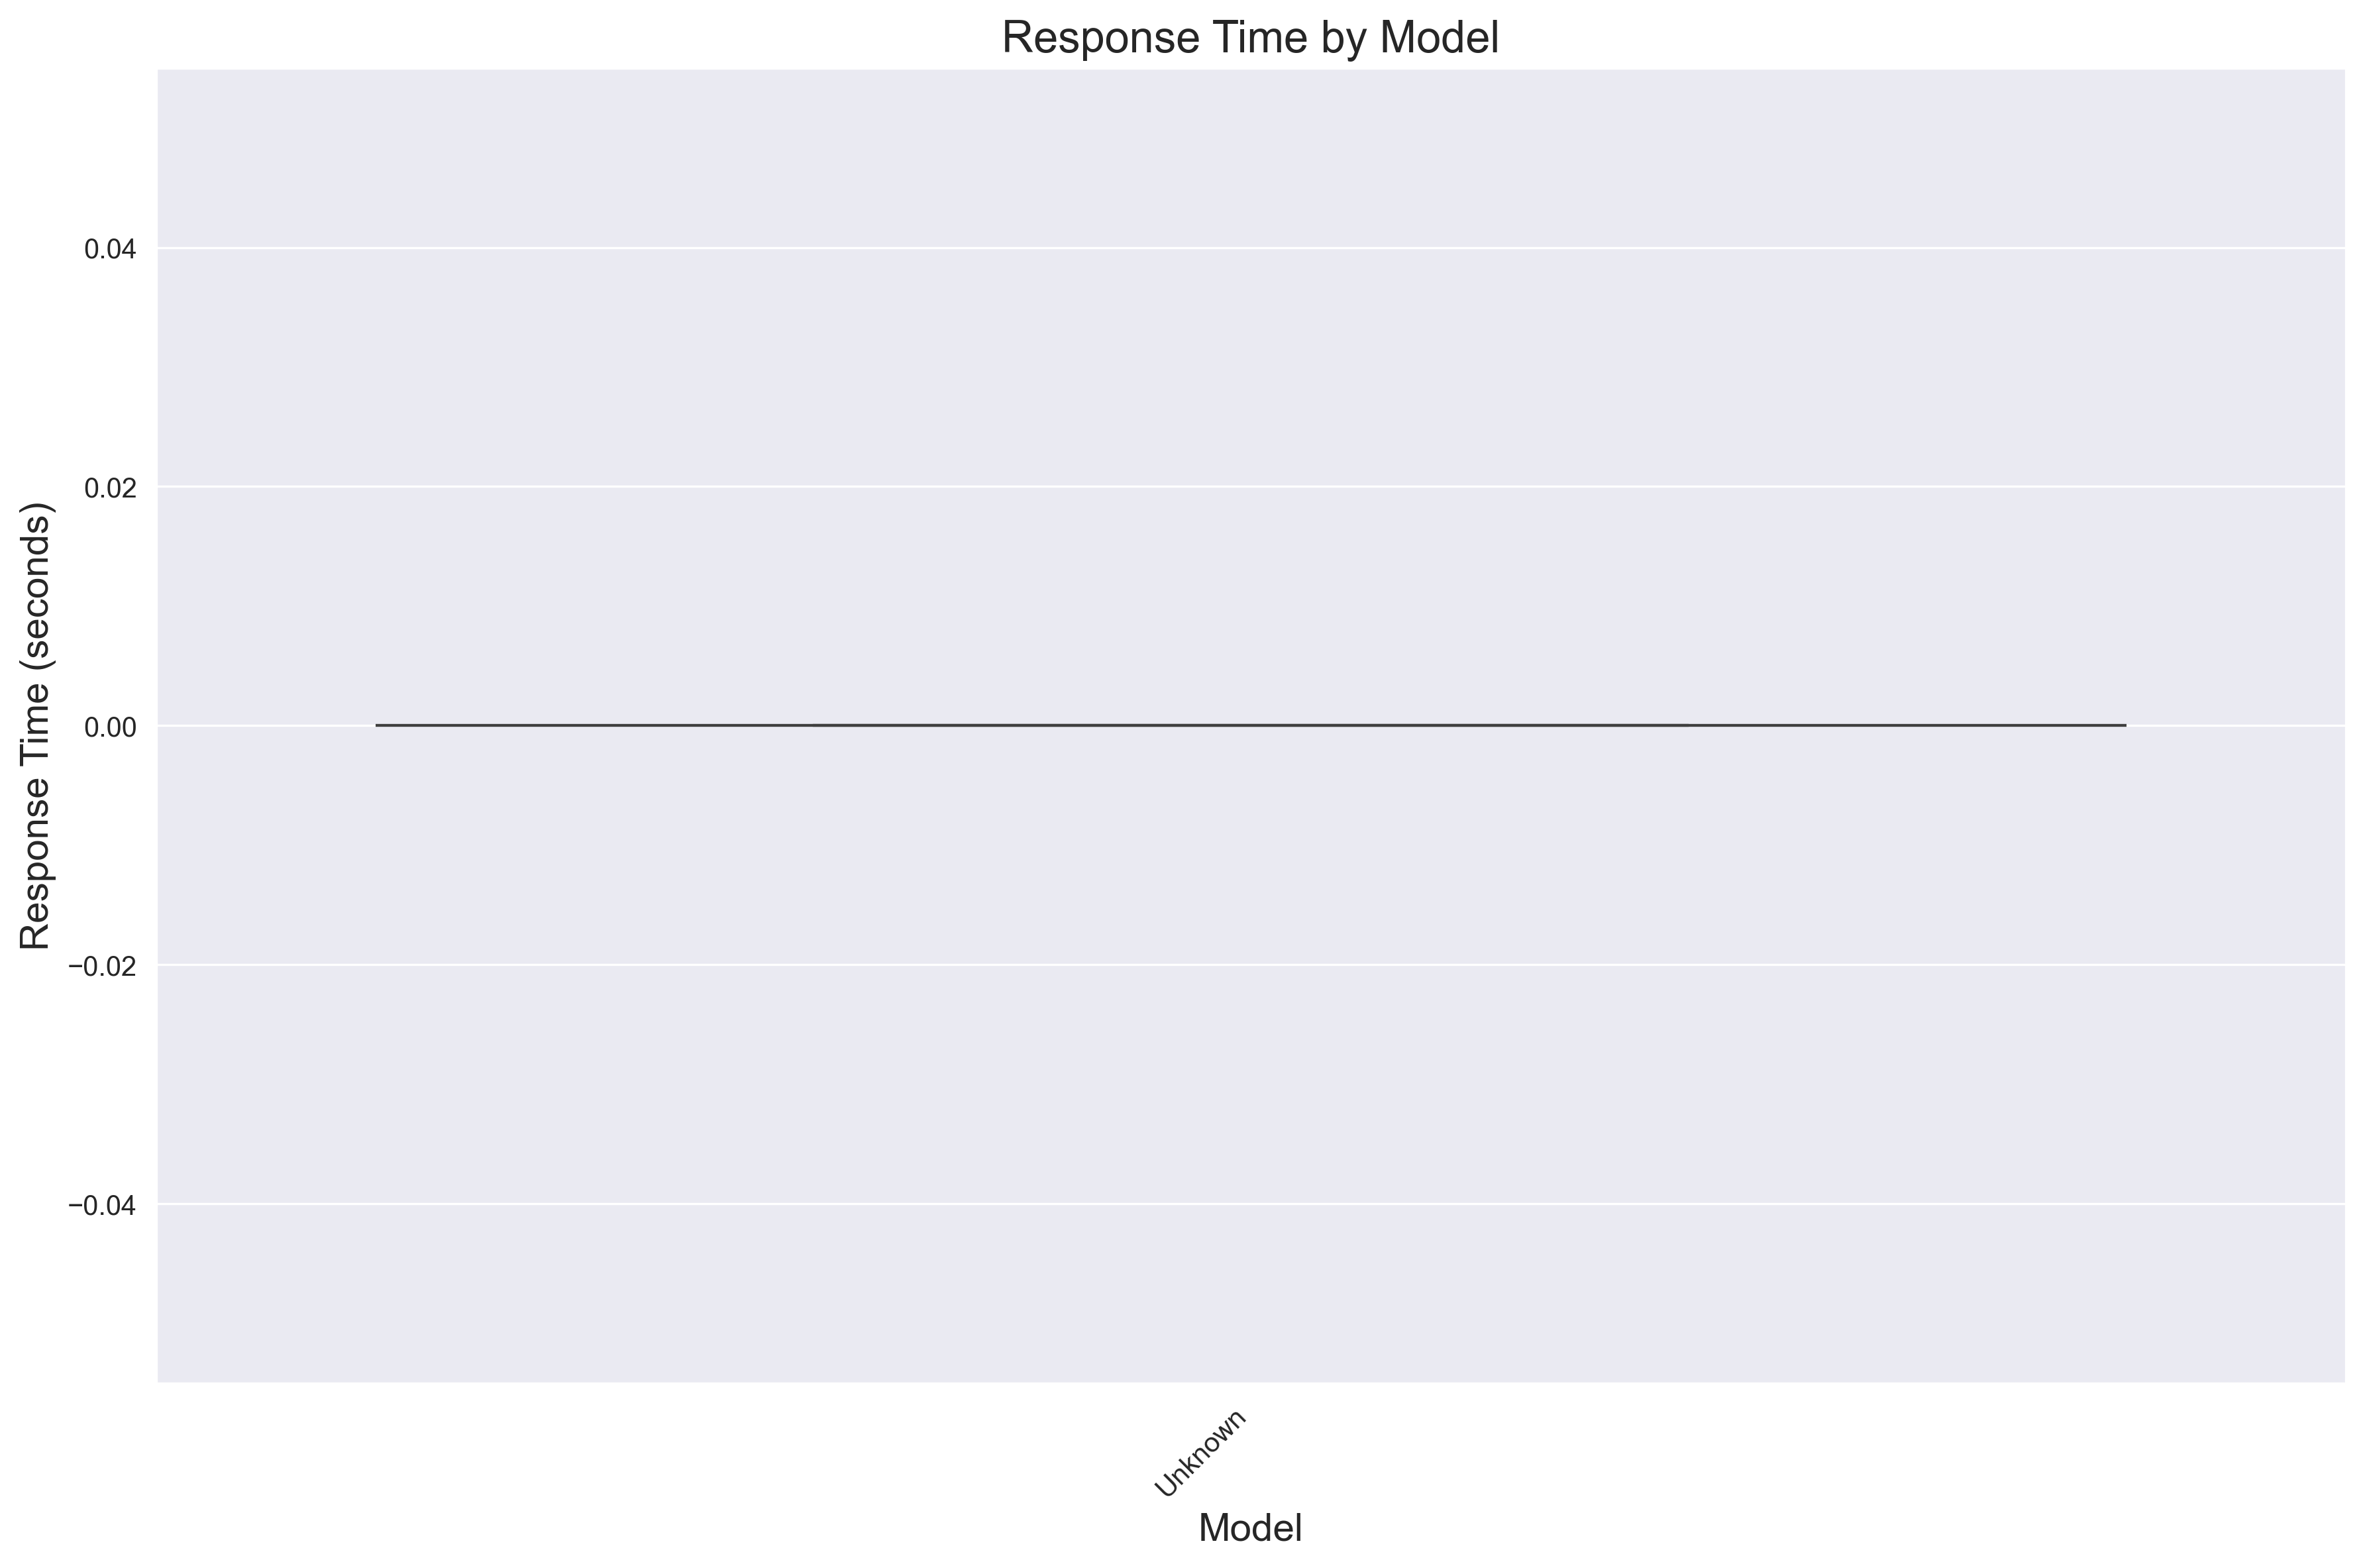 Response Time by Model
Response Time (seconds)
0.04
0.02
0.00
−0.02
−0.04
Unknown
Model